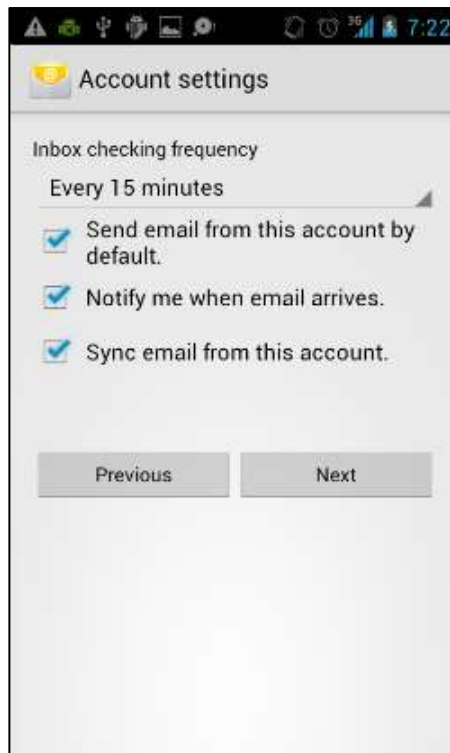 3G 7:22
Account settings
Inbox checking frequency
Every 15 minutes
Send email from this account by
default.
Notify me when email arrives.
Sync email from this account.
Previous Next